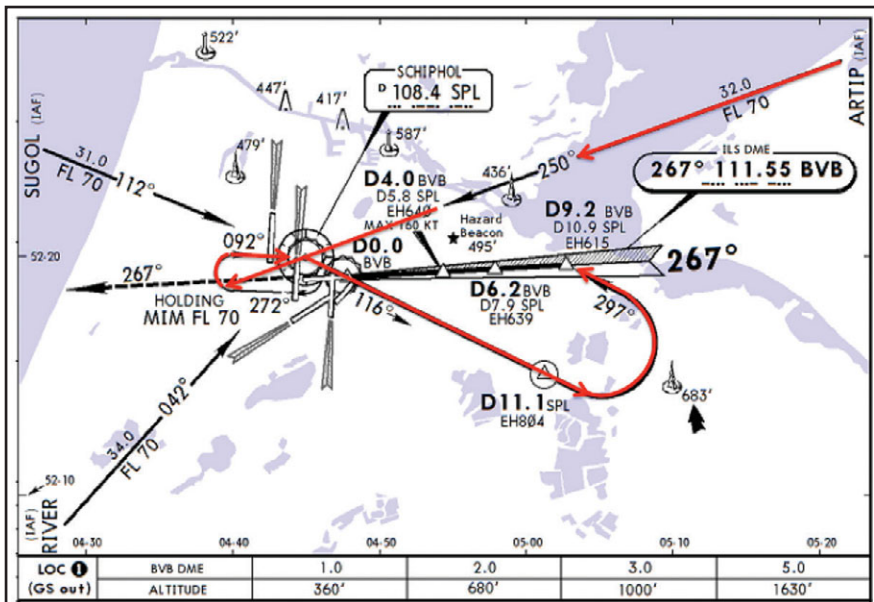 522'
447'
417'
587'
479'
436'
SCHIPHOL
D 108.4 SPL
ARTIP (IAF)
32.0
FL 70
250°
ILS DME
267° 111.55 BVB
SUGOL (IAF)
31.0
FL 70
112°
D4.0 BVB
D5.8 SPL
EH640
MAX 160 KT
Hazard
Beacon
495'
D9.2 BVB
D10.9 SPL
EH615
52-20
092°
D0.0
BVB
267°
267°
HOLDING
MIM FL 70
272°
116°
D6.2 BVB
D7.9 SPL
EH639
297°
D11.1 SPL
EH804
683'
042°
34.0
FL 70
52-10
RIVER (IAF)
04-30 04-40 04-50 05-00 05-10 05-20
LOC 1 BVB DME 1.0 2.0 3.0 5.0
(GS out) ALTITUDE 360' 680' 1000' 1630'